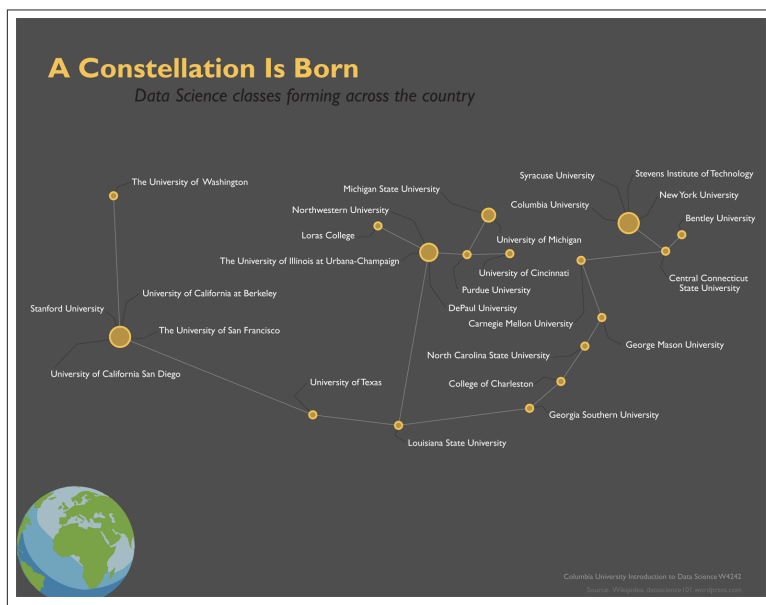 A Constellation Is Born
Data Science classes forming across the country
Syracuse University
Stevens Institute of Technology
The University of Washington
Michigan State University
New York University
Northwestern University
Columbia University
Bentley University
Loras College
University of Michigan
The University of Illinois at Urbana-Champaign
University of Cincinnati
Central Connecticut
State University
Purdue University
University of California at Berkeley
Stanford University
DePaul University
Carnegie Mellon University
The University of San Francisco
George Mason University
North Carolina State University
University of California San Diego
University of Texas
College of Charleston
Georgia Southern University
Louisiana State University
Columbia University Introduction to Data Science W4242
Source: Wikipedia, datascience101.wordpress.com